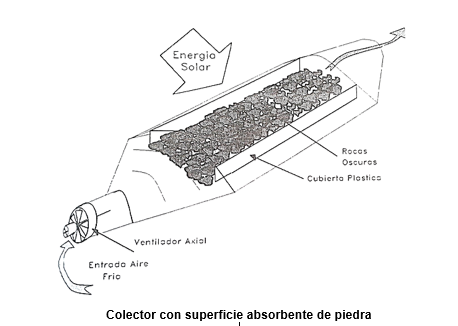 Energia
Solar
Rocas
Oscuras
Cubierta Plastica
Ventilador Axial
Entrada Aire
Frio
Colector con superficie absorbente de piedra